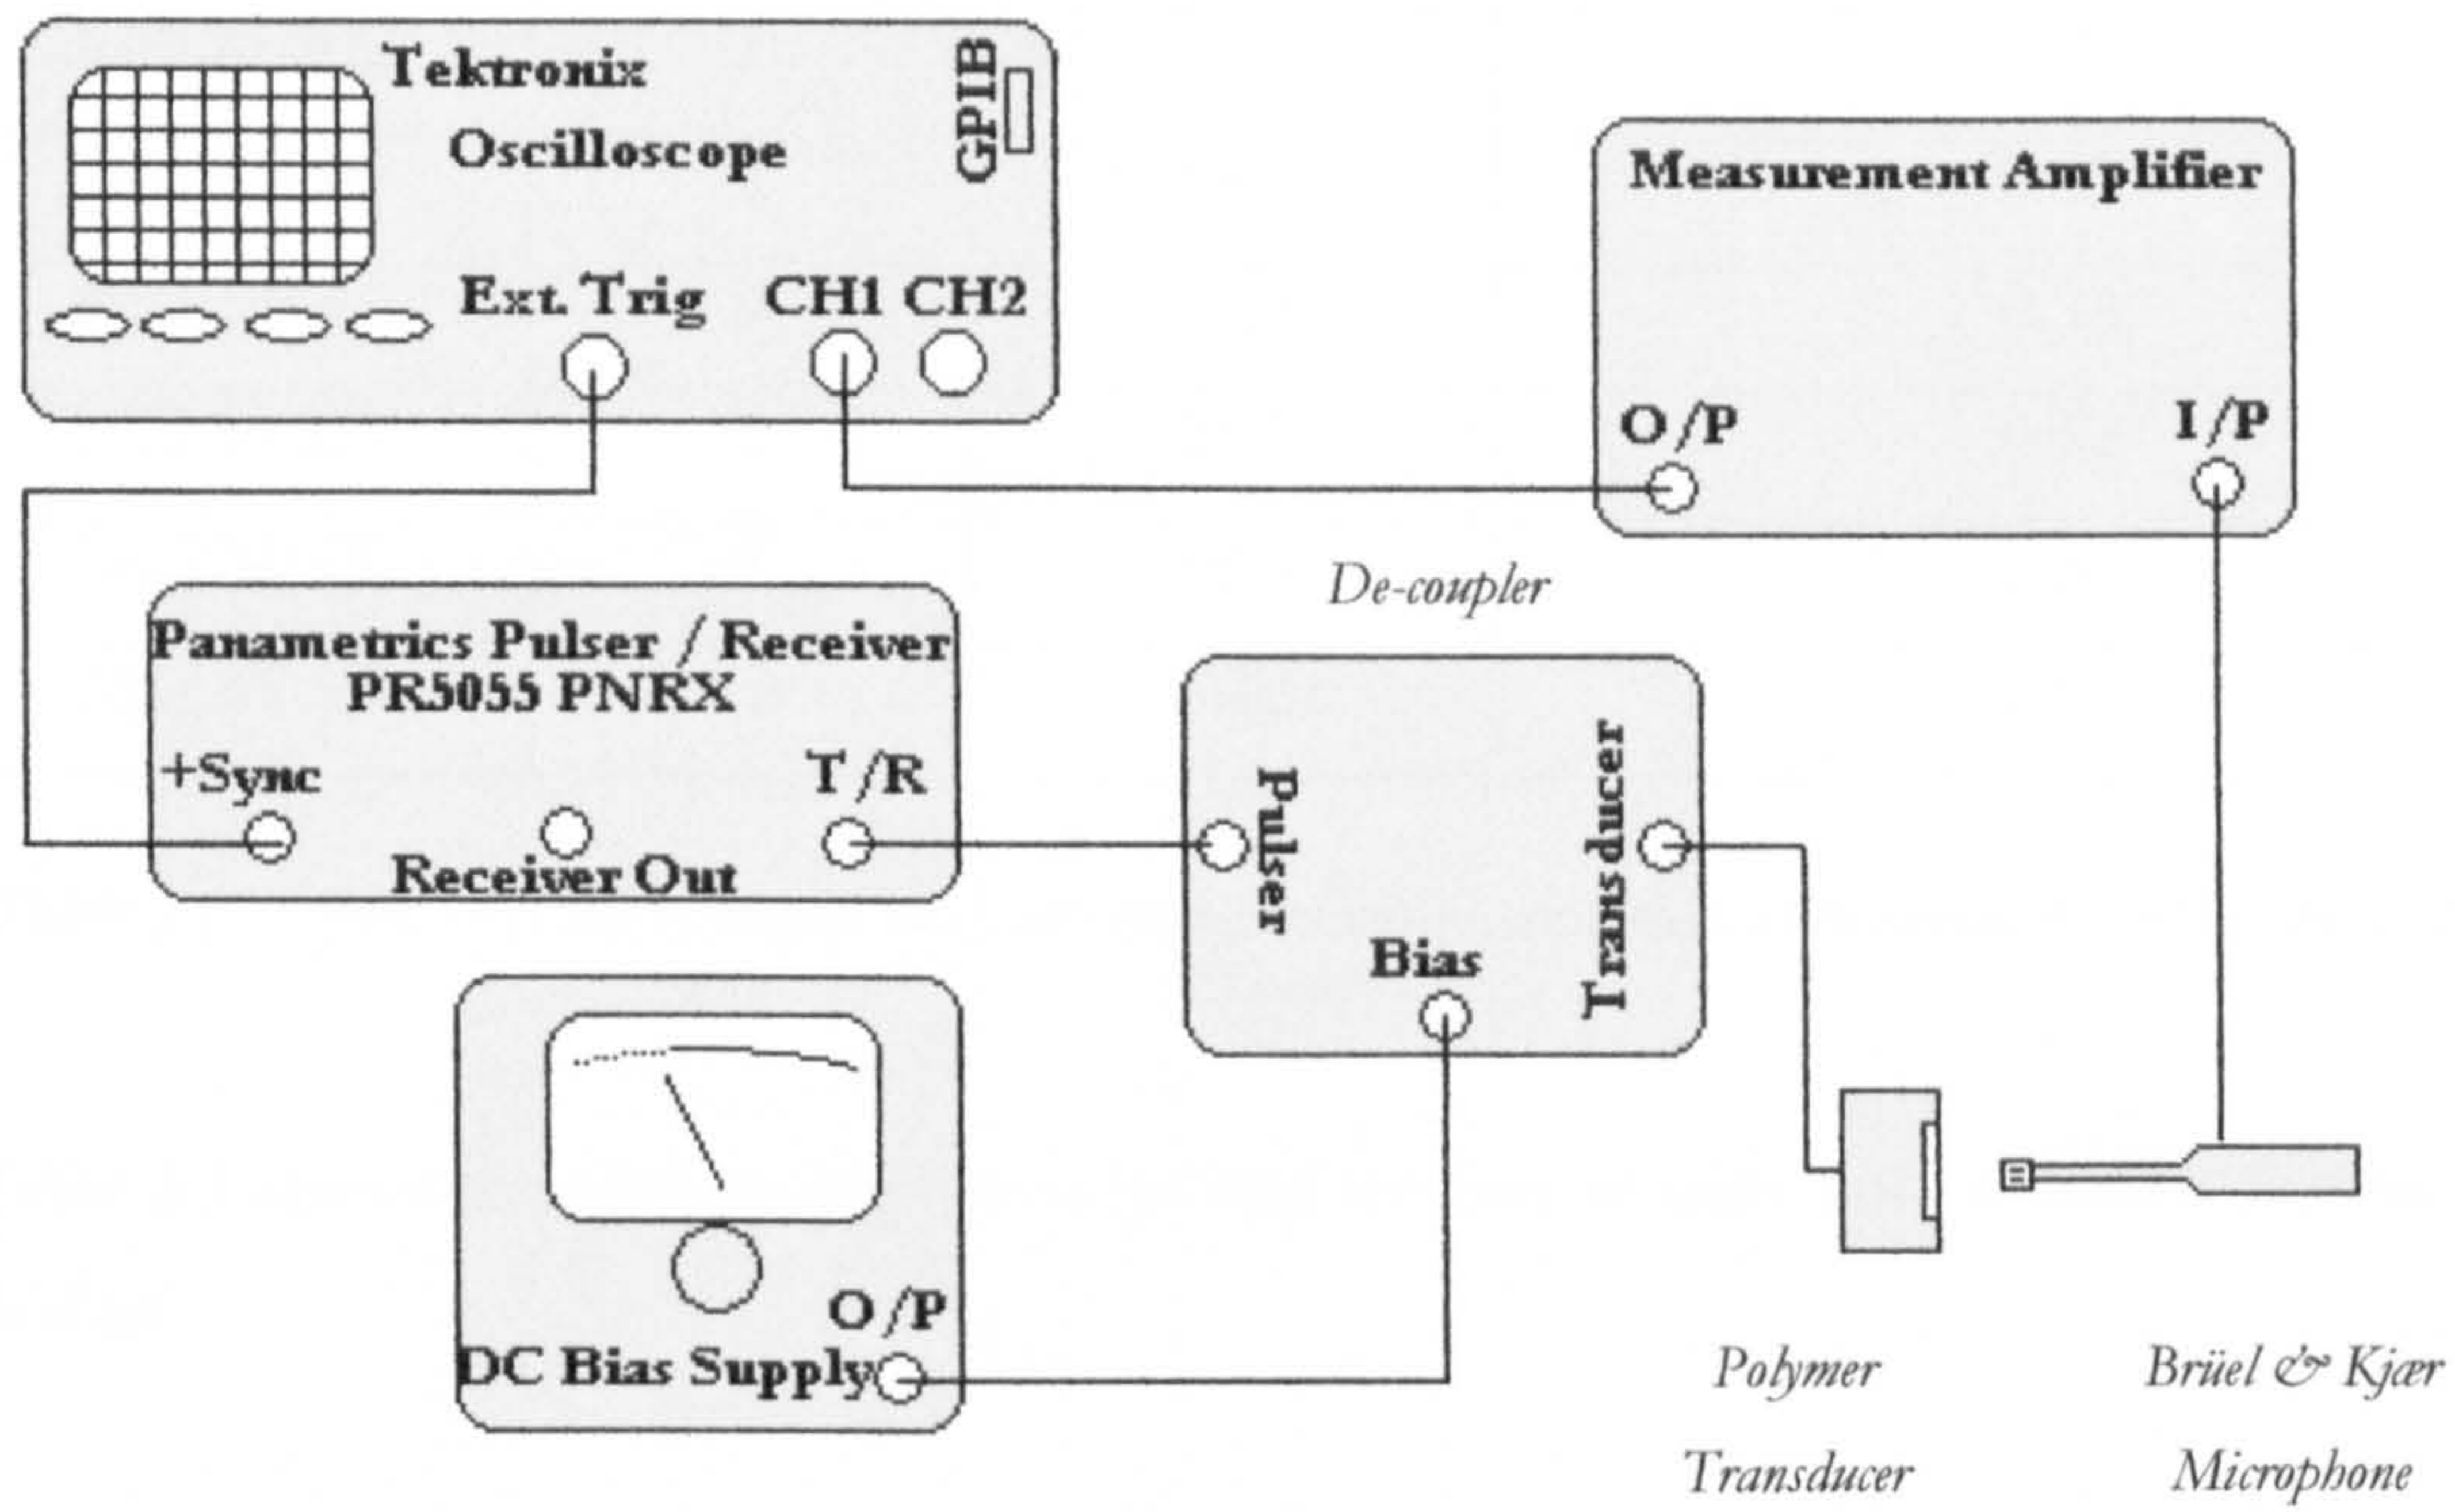 Tektronix
Oscilloscope
GPIB
Ext. Trig
CH1 CH2
Measurement Amplifier
O/P
I/P
De-coupler
Panametrics Pulser / Receiver
PR5055 PNRX
+Sync
T/R
Receiver Out
Pulser
Transducer
Bias
O/P
DC Bias Supply
Polymer
Transducer
Brüel & Kjær
Microphone